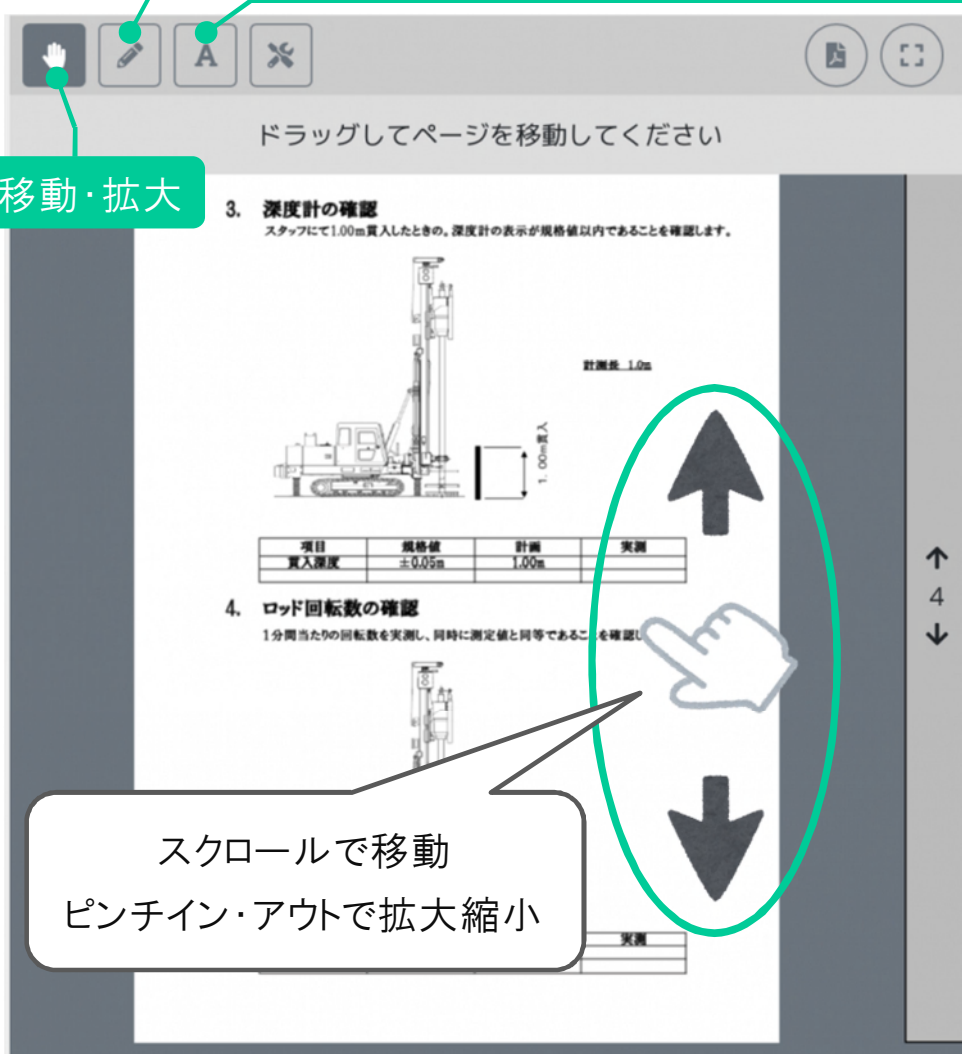 A
ドラッグしてページを移動してください
移動・拡大
3. 深度計の確認
スタッフにて1.00m貫入したときの。深度計の表示が規格値以内であることを確認します。
計測長 1.0m
1.00m貫入
項目 規格値 計画 実測
貫入深度 ±0.05m 1.00m
4. ロッド回転数の確認
1分間当たりの回転数を実測し、同時に測定値と同等であることを確認し
4
スクロールで移動
ピンチイン・アウトで拡大縮小
実測